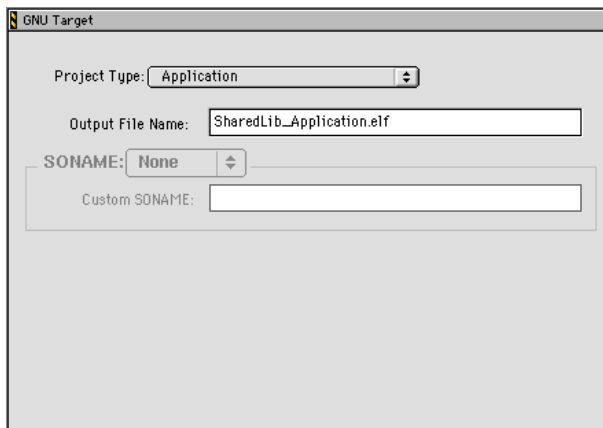 GNU Target
Project Type: Application
Output File Name: SharedLib_Application.elf
SONAME: None
Custom SONAME: